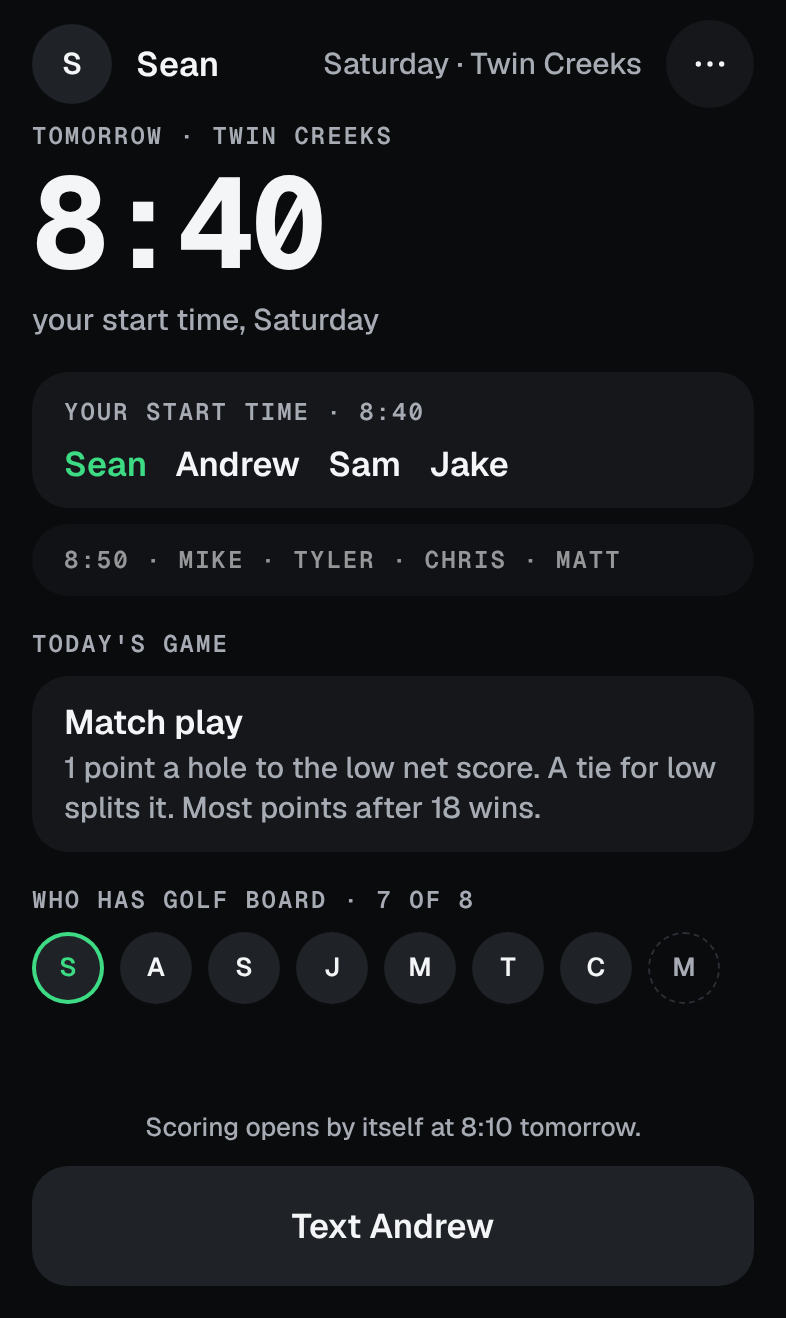 S Sean Saturday · Twin Creeks ···
TOMORROW · TWIN CREEKS
8:40
your start time, Saturday
YOUR START TIME · 8:40
Sean Andrew Sam Jake
8:50 · MIKE · TYLER · CHRIS · MATT
TODAY'S GAME
Match play
1 point a hole to the low net score. A tie for low
splits it. Most points after 18 wins.
WHO HAS GOLF BOARD · 7 OF 8
S A S J M T C M
Scoring opens by itself at 8:10 tomorrow.
Text Andrew